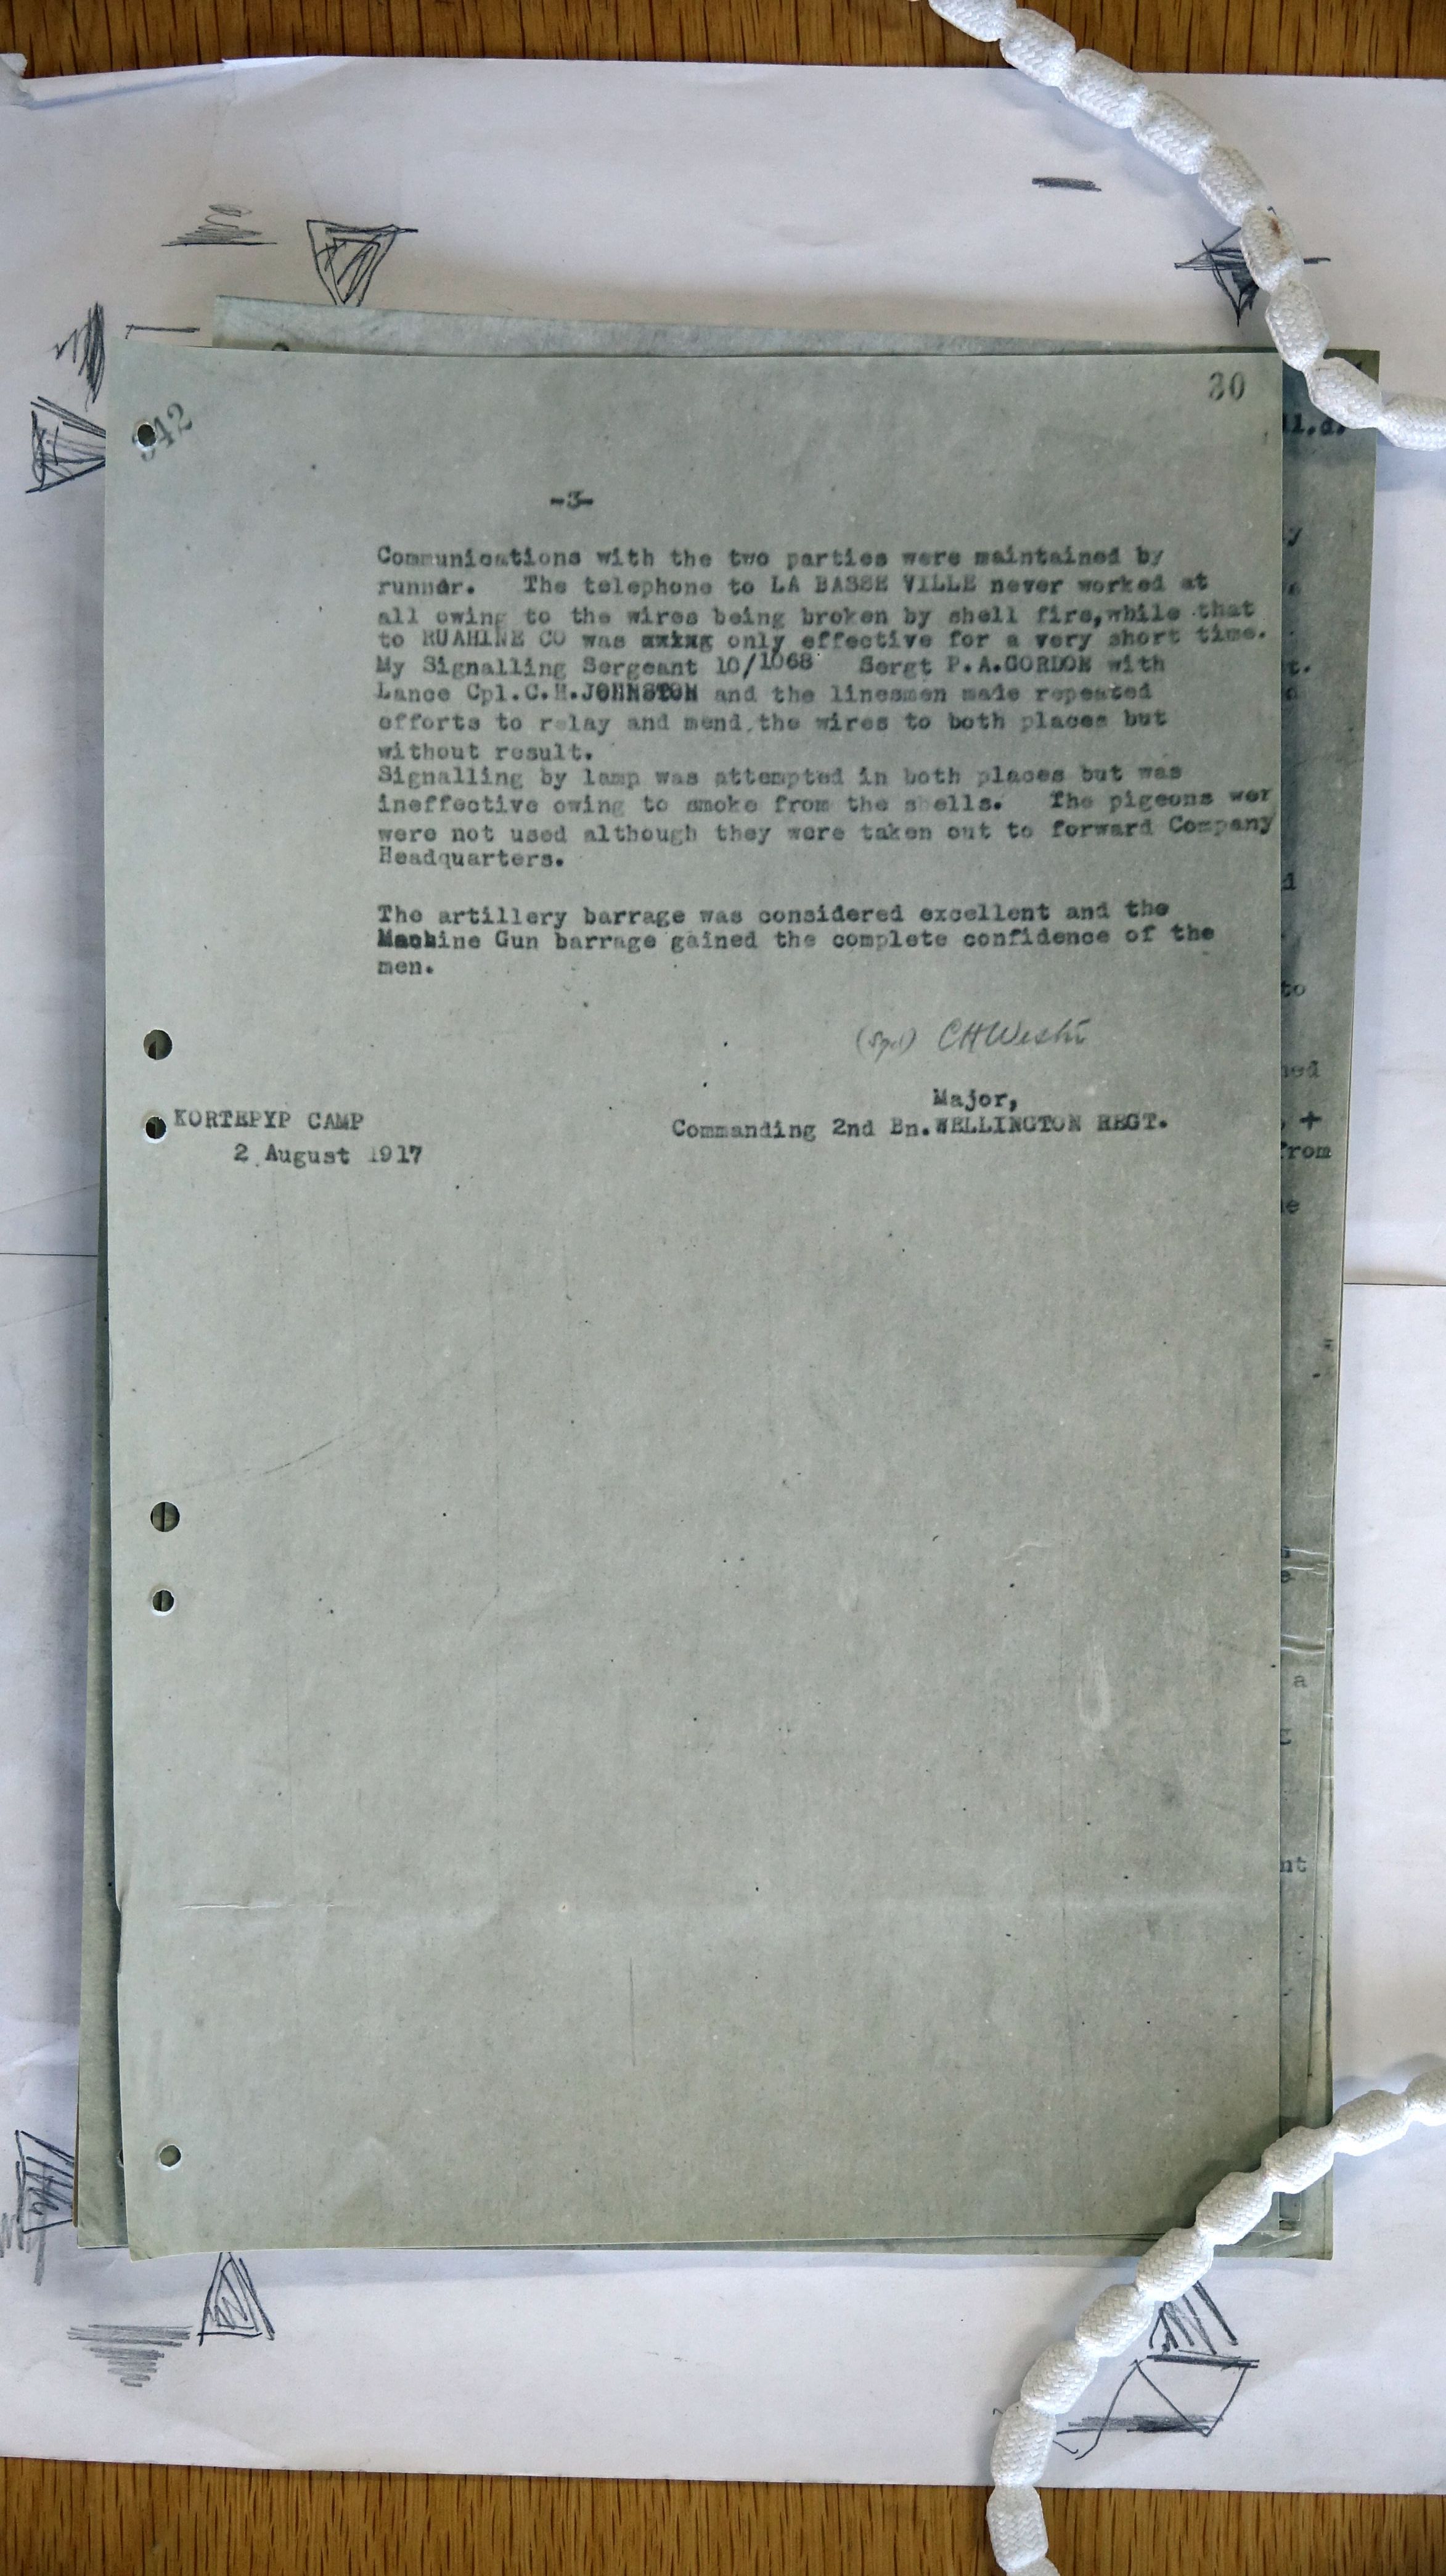 30
342
-3-
Communications with the two parties were maintained by
runner. The telephone to LA BASSE VILLE never worked at
all owing to the wires being broken by shell fire,while that
to RUAHINE CO was only effective for a very short time.
My Signalling Sergeant 10/1068 Sergt P.A.GORDON with
Lance Cpl.C.H.JOHNSTON and the linesmen made repeated
efforts to relay and mend the wires to both places but
without result.
Signalling by lamp was attempted in both places but was
ineffective owing to smoke from the shells. The pigeons wer
were not used although they were taken out to forward Company
Headquarters.
The artillery barrage was considered excellent and the
Machine Gun barrage gained the complete confidence of the
men.
(Sgd) CHWeston
Major,
Commanding 2nd Bn.WELLINGTON REGT.
KORTEPYP CAMP
2 August 1917
ll.d.
y
t.
to
ned
+
from
a
nt